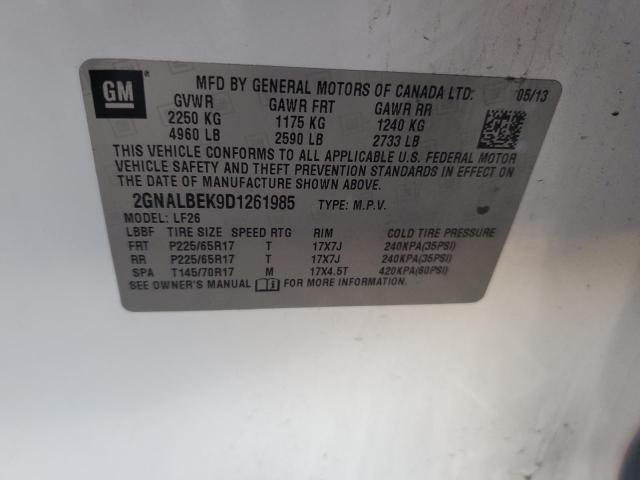 GM ®
MFD BY GENERAL MOTORS OF CANADA LTD. 05/13
GVWR GAWR FRT GAWR RR
2250 KG 1175 KG 1240 KG
4960 LB 2590 LB 2733 LB
THIS VEHICLE CONFORMS TO ALL APPLICABLE U.S. FEDERAL MOTOR
VEHICLE SAFETY AND THEFT PREVENTION STANDARDS IN EFFECT ON
THE DATE OF MANUFACTURE SHOWN ABOVE.
2GNALBEK9D1261985 TYPE: M.P.V.
MODEL: LF26
LBBF TIRE SIZE SPEED RTG RIM COLD TIRE PRESSURE
FRT P225/65R17 T 17X7J 240KPA(35PSI)
RR P225/65R17 T 17X7J 240KPA(35PSI)
SPA T145/70R17 M 17X4.5T 420KPA(60PSI)
SEE OWNER'S MANUAL FOR MORE INFORMATION.